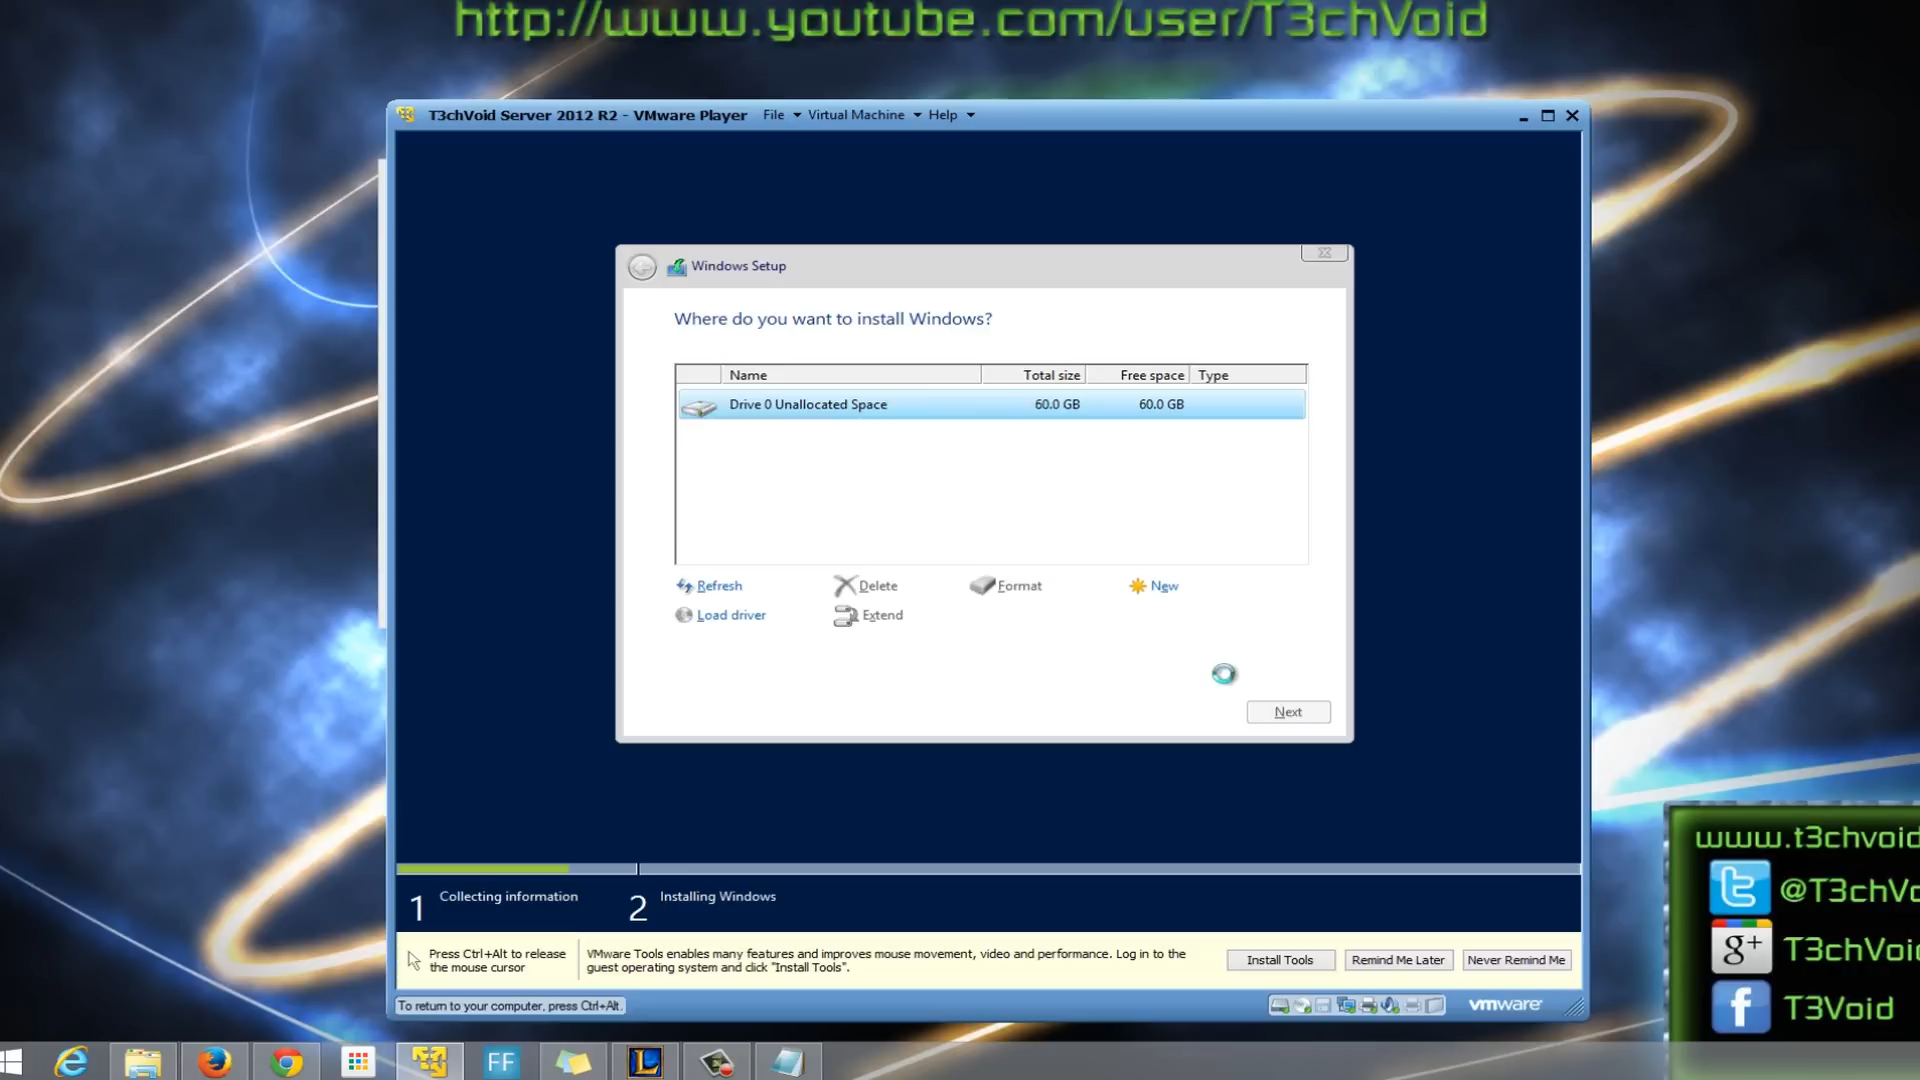 http://www.youtube.com/user/T3chVoid
T3chVoid Server 2012 R2 - VMware Player File Virtual Machine Help
Windows Setup
Where do you want to install Windows?
Name Total size Free space Type
Drive 0 Unallocated Space 60.0 GB 60.0 GB
Refresh Delete Format New
Load driver Extend
Next
1 Collecting information 2 Installing Windows
Press Ctrl+Alt to release
the mouse cursor
VMware Tools enables many features and improves mouse movement, video and performance. Log in to the
guest operating system and click "Install Tools".
Install Tools Remind Me Later Never Remind Me
To return to your computer, press Ctrl+Alt.
vmware
www.t3chvoid
@T3chVo
g+ T3chVoi
f T3Void
FF
L